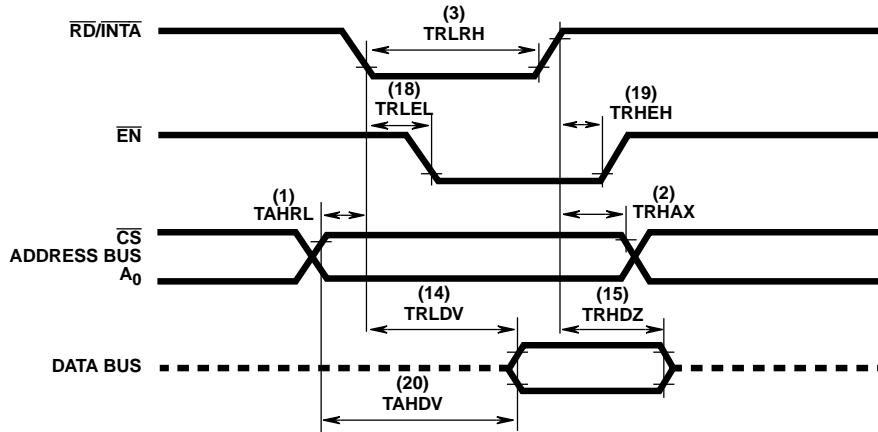 RD/INTA
(3)
TRLRH
(18)
TRLEL
(19)
TRHEH
EN
(1)
TAHRL
(2)
TRHAX
CS
ADDRESS BUS
A0
(14)
TRLDV
(15)
TRHDZ
DATA BUS
(20)
TAHDV